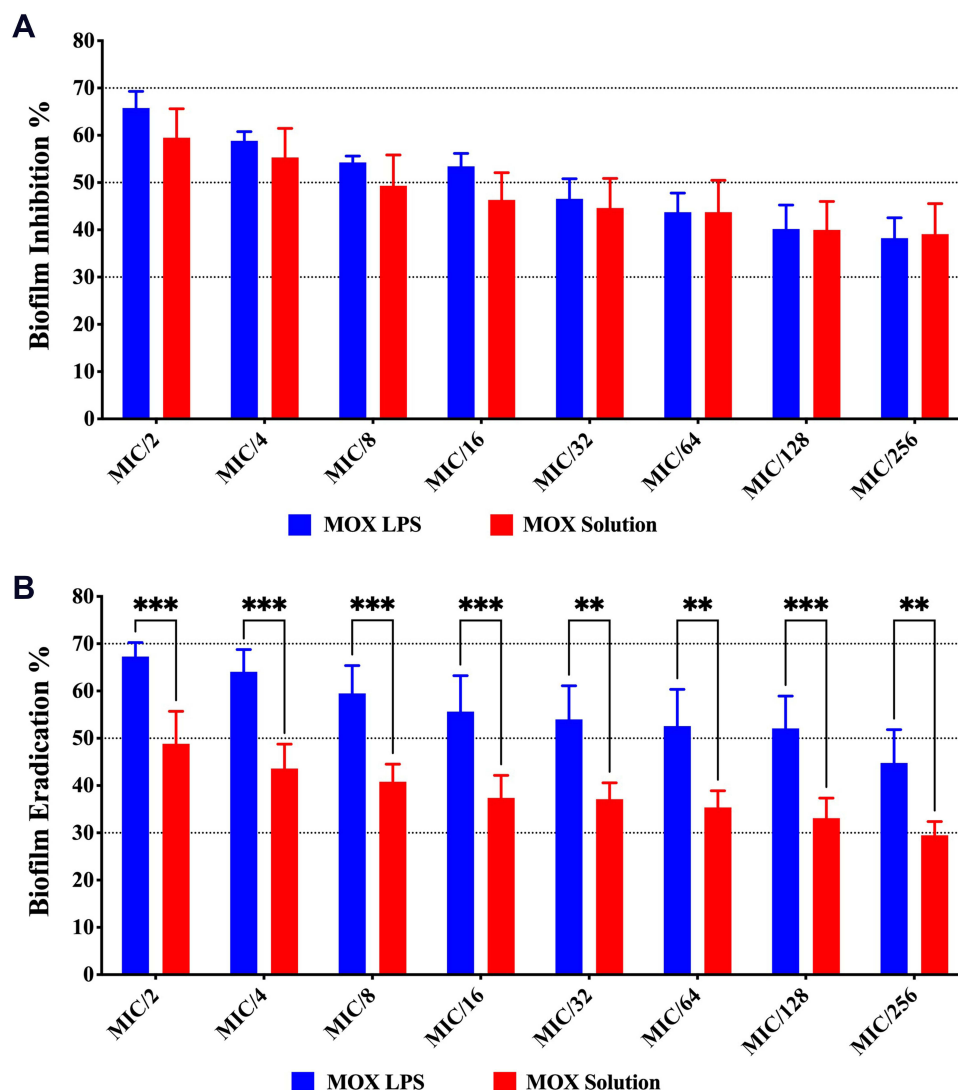 A
Biofilm Inhibition %
80
70
60
50
40
30
20
10
0
MIC/2
MIC/4
MIC/8
MIC/16
MIC/32
MIC/64
MIC/128
MIC/256
MOX LPS
MOX Solution
B
Biofilm Eradication %
80
70
60
50
40
30
20
10
0
*** *** *** *** ** ** *** **
MIC/2
MIC/4
MIC/8
MIC/16
MIC/32
MIC/64
MIC/128
MIC/256
MOX LPS
MOX Solution